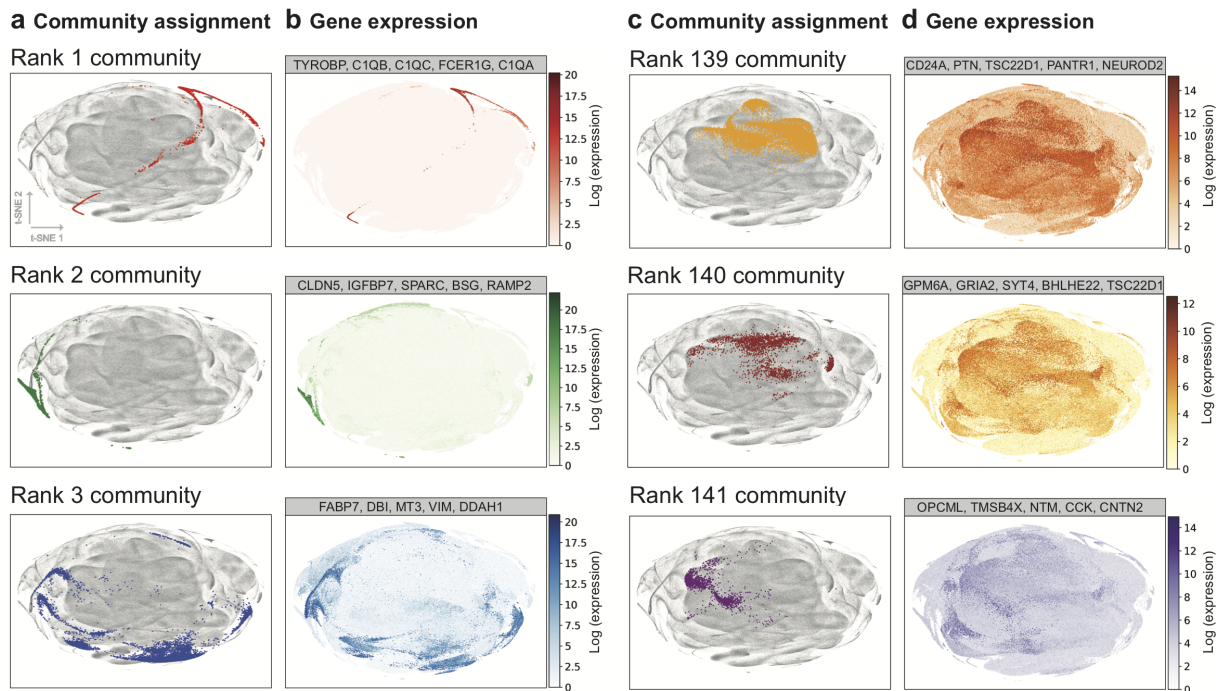 a Community assignment
b Gene expression
c Community assignment
d Gene expression
Rank 1 community
TYROBP, C1QB, C1QC, FCER1G, C1QA
t-SNE 2
t-SNE 1
20
17.5
15
12.5
10
7.5
5
2.5
0
Log (expression)
Rank 139 community
CD24A, PTN, TSC22D1, PANTR1, NEUROD2
14
12
10
8
6
4
2
0
Log (expression)
Rank 2 community
CLDN5, IGFBP7, SPARC, BSG, RAMP2
20
17.5
15
12.5
10
7.5
5
2.5
0
Log (expression)
Rank 140 community
GPM6A, GRIA2, SYT4, BHLHE22, TSC22D1
12
10
8
6
4
2
0
Log (expression)
Rank 3 community
FABP7, DBI, MT3, VIM, DDAH1
20
17.5
15
12.5
10
7.5
5
2.5
0
Log (expression)
Rank 141 community
OPCML, TMSB4X, NTM, CCK, CNTN2
14
12
10
8
6
4
2
0
Log (expression)